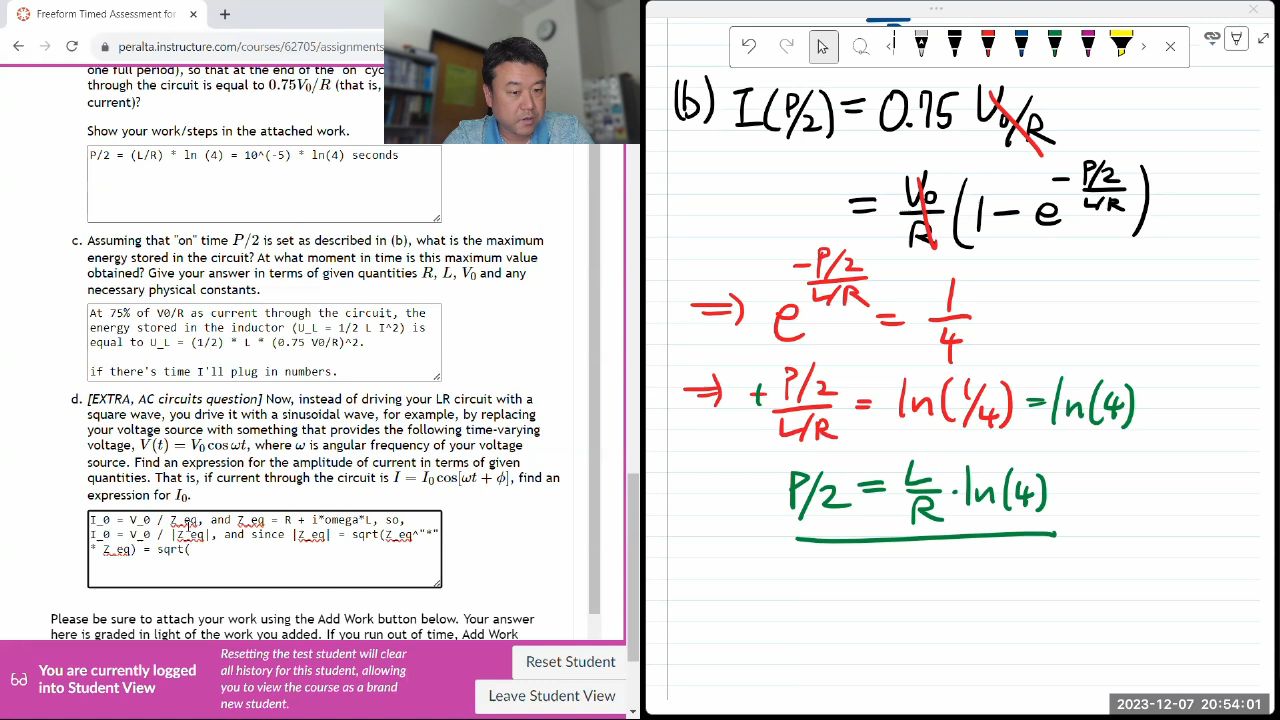 Freeform Timed Assessment for
peralta.instructure.com/courses/62705/assignments
one full period), so that at the end of the "on" cyc
through the circuit is equal to 0.75V₀/R (that is,
current)?
Show your work/steps in the attached work.
P/2 = (L/R) * ln (4) = 10^(-5) * ln(4) seconds
c. Assuming that "on" time P/2 is set as described in (b), what is the maximum
energy stored in the circuit? At what moment in time is this maximum value
obtained? Give your answer in terms of given quantities R, L, V₀ and any
necessary physical constants.
At 75% of V0/R as current through the circuit, the
energy stored in the inductor (U_L = 1/2 L I^2) is
equal to U_L = (1/2) * L * (0.75 V0/R)^2.
if there's time I'll plug in numbers.
d. [EXTRA, AC circuits question] Now, instead of driving your LR circuit with a
square wave, you drive it with a sinusoidal wave, for example, by replacing
your voltage source with something that provides the following time-varying
voltage, V(t) = V₀ cos ωt, where ω is angular frequency of your voltage
source. Find an expression for the amplitude of current in terms of given
quantities. That is, if current through the circuit is I = I₀ cos[ωt + ϕ], find an
expression for I₀.
I_0 = V_0 / Z_eq, and Z_eq = R + i*omega*L, so,
I_0 = V_0 / |Z_eq|, and since |Z_eq| = sqrt(Z_eq^"*"
* Z_eq) = sqrt(
Please be sure to attach your work using the Add Work button below. Your answer
here is graded in light of the work you added. If you run out of time, Add Work
You are currently logged
into Student View
Resetting the test student will clear
all history for this student, allowing
you to view the course as a brand
new student.
Reset Student
Leave Student View
(b) I(P/2) = 0.75 V₀/R
= V₀/R (1 - e^(-(P/2)/(L/R)))
⇒ e^(-(P/2)/(L/R)) = 1/4
⇒ + (P/2)/(L/R) = ln(1/4) = ln(4)
P/2 = L/R · ln(4)
2023-12-07 20:54:01